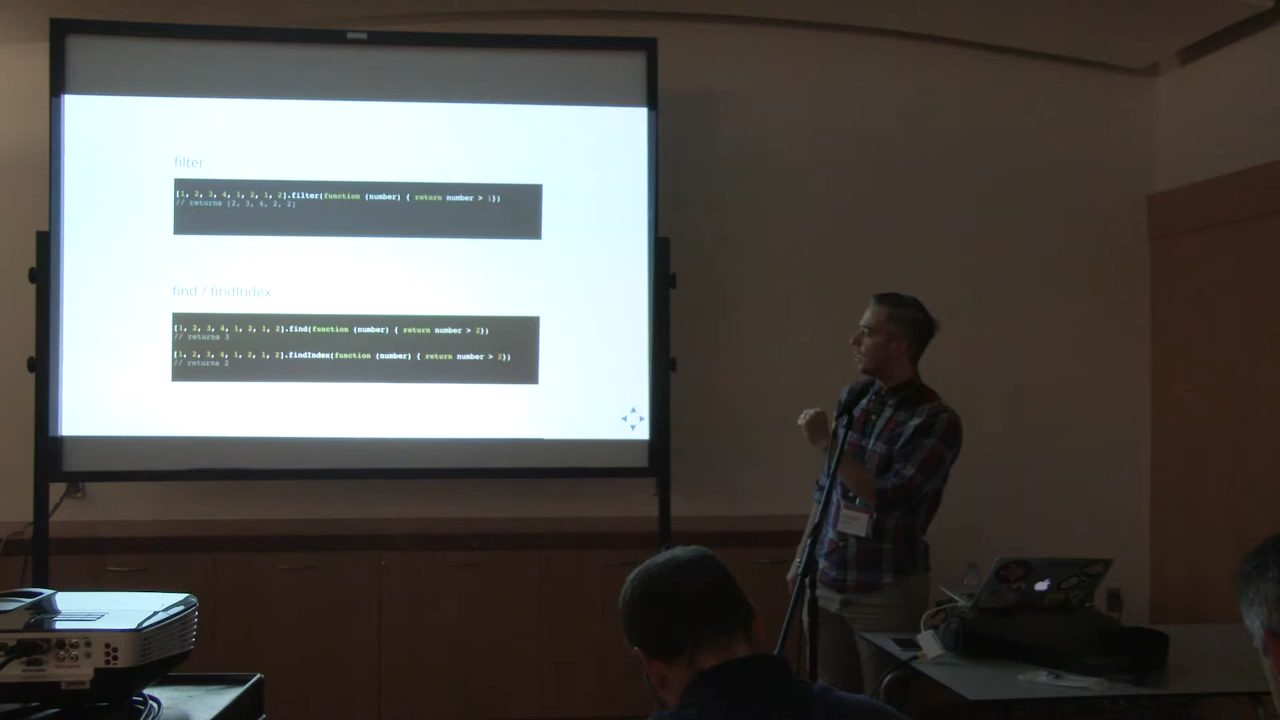 filter
[1, 2, 3, 4, 1, 2, 1, 2].filter(function (number) { return number > 1})
// returns [2, 3, 4, 2, 2]
find / findIndex
[1, 2, 3, 4, 1, 2, 1, 2].find(function (number) { return number > 2})
// returns 3
[1, 2, 3, 4, 1, 2, 1, 2].findIndex(function (number) { return number > 2})
// returns 2